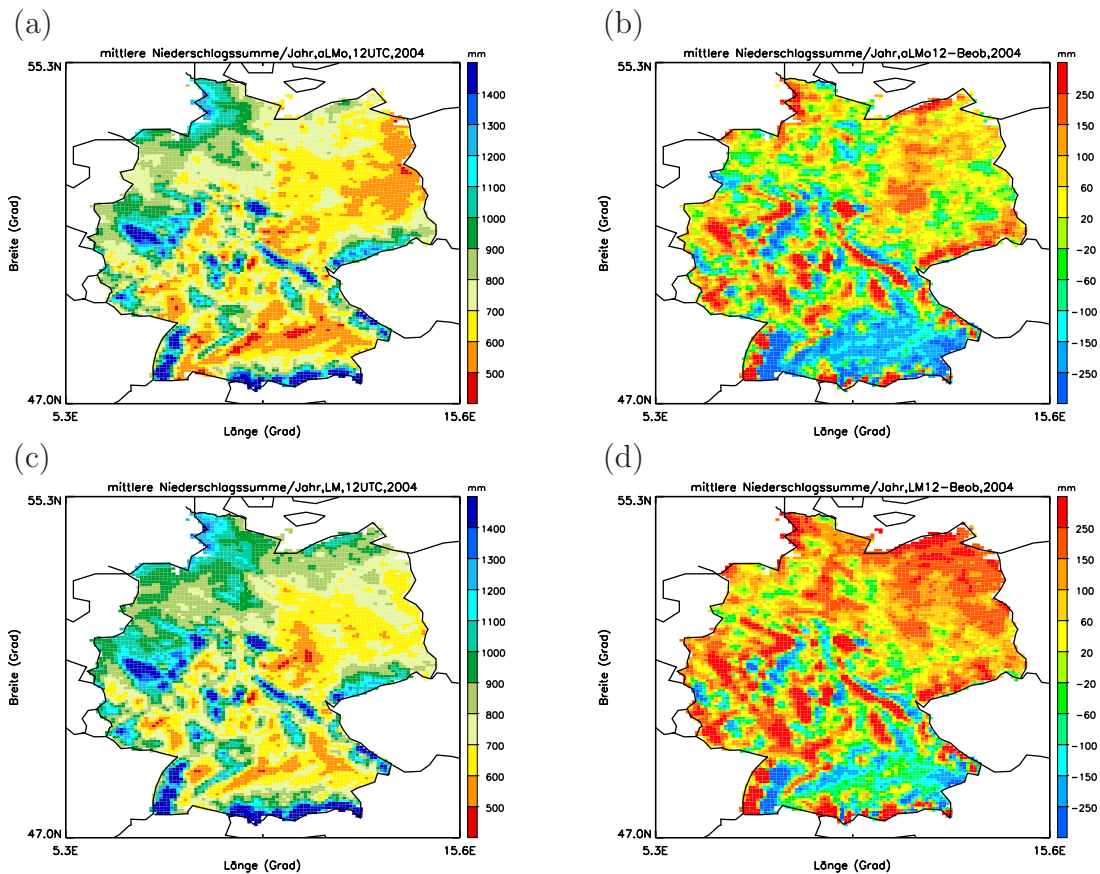 (a)
mittlere Niederschlagssumme/Jahr,aLMo,12UTC,2004
mm
55.3N
1400
1300
1200
1100
1000
900
800
700
600
500
Breite (Grad)
47.0N
5.3E
15.6E
Länge (Grad)
(b)
mittlere Niederschlagssumme/Jahr,aLMo12-Beob,2004
mm
55.3N
250
150
100
60
20
-20
-60
-100
-150
-250
Breite (Grad)
47.0N
5.3E
15.6E
Länge (Grad)
(c)
mittlere Niederschlagssumme/Jahr,LM,12UTC,2004
mm
55.3N
1400
1300
1200
1100
1000
900
800
700
600
500
Breite (Grad)
47.0N
5.3E
15.6E
Länge (Grad)
(d)
mittlere Niederschlagssumme/Jahr,LM12-Beob,2004
mm
55.3N
250
150
100
60
20
-20
-60
-100
-150
-250
Breite (Grad)
47.0N
5.3E
15.6E
Länge (Grad)